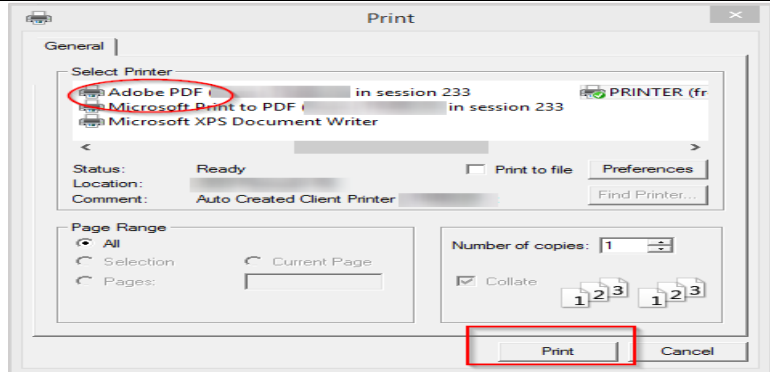 Print
General
Select Printer
Adobe PDF ( in session 233 PRINTER (fr
Microsoft Print to PDF ( in session 233
Microsoft XPS Document Writer
Status: Ready Print to file Preferences
Location:
Comment: Auto Created Client Printer Find Printer...
Page Range
All Number of copies: 1
Selection Current Page
Pages: Collate
1 2 3 1 2 3
Print Cancel